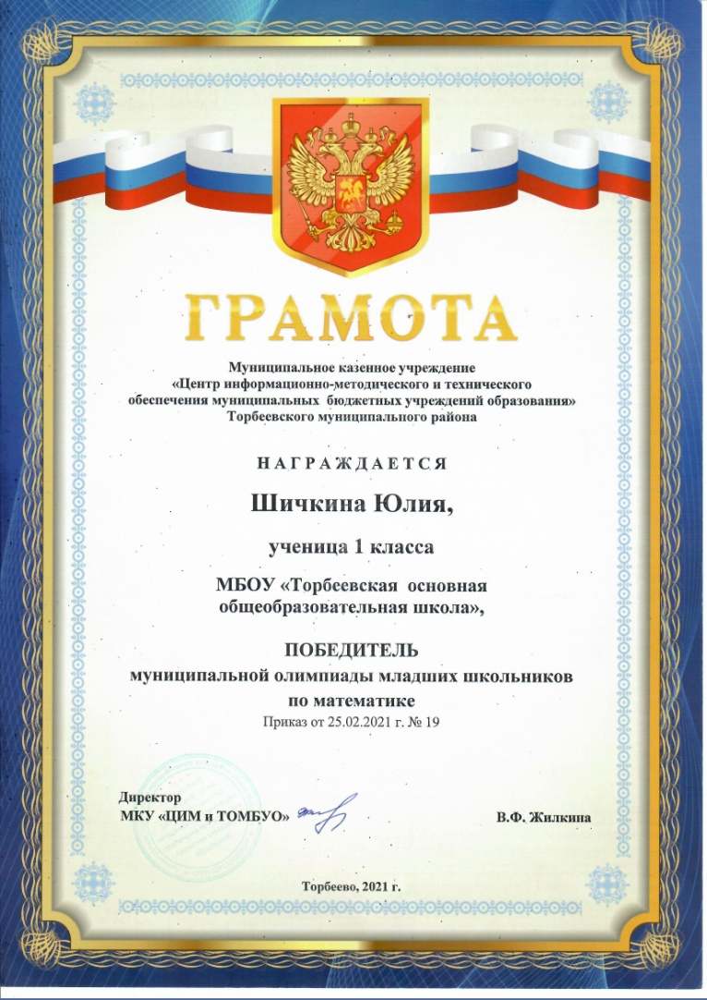 ГРАМОТА
Муниципальное казенное учреждение
«Центр информационно-методического и технического
обеспечения муниципальных бюджетных учреждений образования»
Торбеевского муниципального района
НАГРАЖДАЕТСЯ
Шичкина Юлия,
ученица 1 класса
МБОУ «Торбеевская основная
общеобразовательная школа»,
ПОБЕДИТЕЛЬ
муниципальной олимпиады младших школьников
по математике
Приказ от 25.02.2021 г. № 19
Директор
МКУ «ЦИМ и ТОМБУО»
В.Ф. Жилкина
Торбеево, 2021 г.